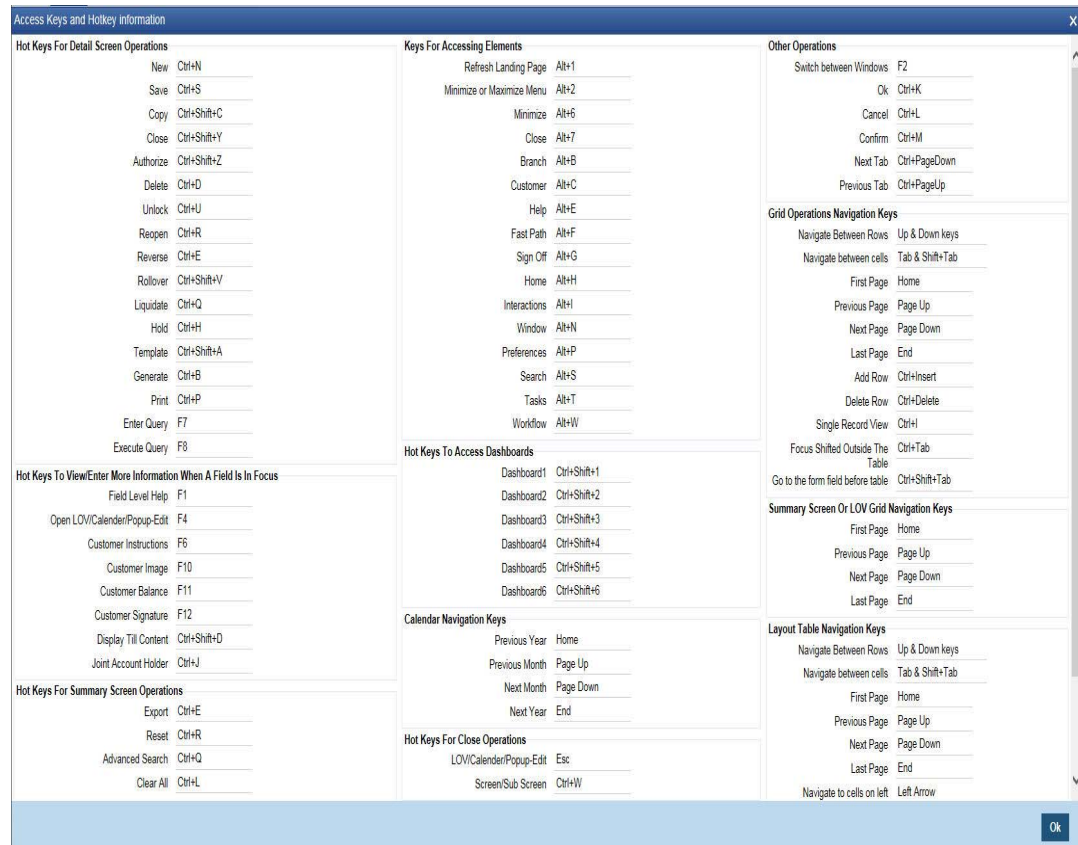 Access Keys and Hotkey information
X
Hot Keys For Detail Screen Operations
New Ctrl+N
Save Ctrl+S
Copy Ctrl+Shift+C
Close Ctrl+Shift+Y
Authorize Ctrl+Shift+Z
Delete Ctrl+D
Unlock Ctrl+U
Reopen Ctrl+R
Reverse Ctrl+E
Rollover Ctrl+Shift+V
Liquidate Ctrl+Q
Hold Ctrl+H
Template Ctrl+Shift+A
Generate Ctrl+B
Print Ctrl+P
Enter Query F7
Execute Query F8
Hot Keys To View/Enter More Information When A Field Is In Focus
Field Level Help F1
Open LOV/Calender/Popup-Edit F4
Customer Instructions F6
Customer Image F10
Customer Balance F11
Customer Signature F12
Display Till Content Ctrl+Shift+D
Joint Account Holder Ctrl+J
Hot Keys For Summary Screen Operations
Export Ctrl+E
Reset Ctrl+R
Advanced Search Ctrl+Q
Clear All Ctrl+L
Keys For Accessing Elements
Refresh Landing Page Alt+1
Minimize or Maximize Menu Alt+2
Minimize Alt+6
Close Alt+7
Branch Alt+B
Customer Alt+C
Help Alt+E
Fast Path Alt+F
Sign Off Alt+G
Home Alt+H
Interactions Alt+I
Window Alt+N
Preferences Alt+P
Search Alt+S
Tasks Alt+T
Workflow Alt+W
Hot Keys To Access Dashboards
Dashboard1 Ctrl+Shift+1
Dashboard2 Ctrl+Shift+2
Dashboard3 Ctrl+Shift+3
Dashboard4 Ctrl+Shift+4
Dashboard5 Ctrl+Shift+5
Dashboard6 Ctrl+Shift+6
Calendar Navigation Keys
Previous Year Home
Previous Month Page Up
Next Month Page Down
Next Year End
Hot Keys For Close Operations
LOV/Calender/Popup-Edit Esc
Screen/Sub Screen Ctrl+W
Other Operations
Switch between Windows F2
Ok Ctrl+K
Cancel Ctrl+L
Confirm Ctrl+M
Next Tab Ctrl+PageDown
Previous Tab Ctrl+PageUp
Grid Operations Navigation Keys
Navigate Between Rows Up & Down keys
Navigate between cells Tab & Shift+Tab
First Page Home
Previous Page Page Up
Next Page Page Down
Last Page End
Add Row Ctrl+Insert
Delete Row Ctrl+Delete
Single Record View Ctrl+I
Focus Shifted Outside The Ctrl+Tab
Table
Go to the form field before table Ctrl+Shift+Tab
Summary Screen Or LOV Grid Navigation Keys
First Page Home
Previous Page Page Up
Next Page Page Down
Last Page End
Layout Table Navigation Keys
Navigate Between Rows Up & Down keys
Navigate between cells Tab & Shift+Tab
First Page Home
Previous Page Page Up
Next Page Page Down
Last Page End
Navigate to cells on left Left Arrow
Ok